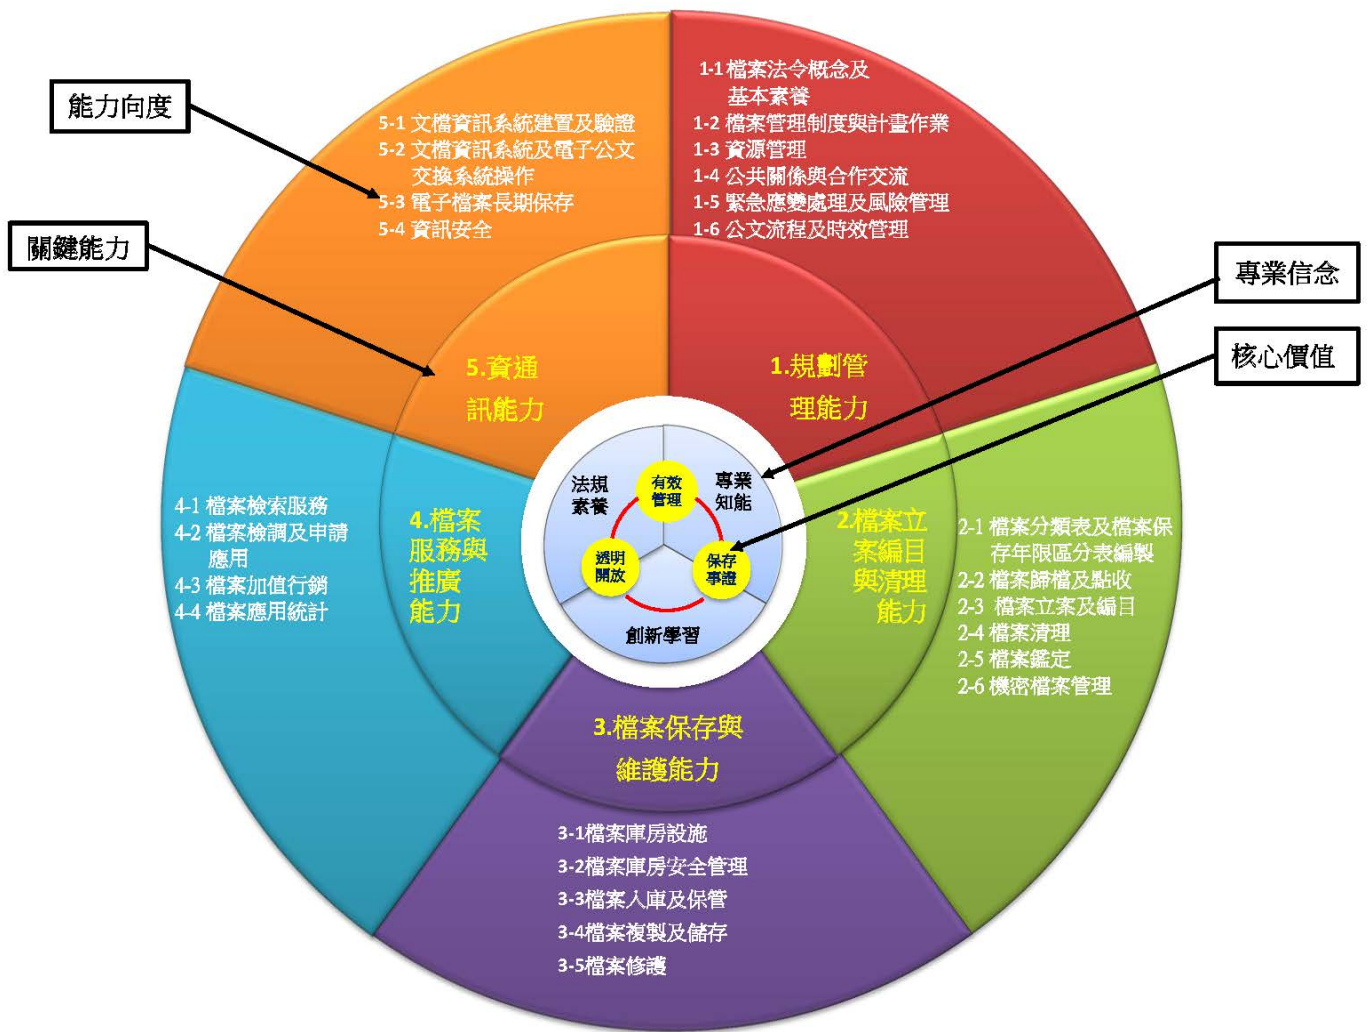 能力向度
關鍵能力
專業信念
核心價值
1-1 檔案法令概念及
基本素養
1-2 檔案管理制度與計畫作業
1-3 資源管理
1-4 公共關係與合作交流
1-5 緊急應變處理及風險管理
1-6 公文流程及時效管理
1.規劃管
理能力
2-1 檔案分類表及檔案保
存年限區分表編製
2-2 檔案歸檔及點收
2-3 檔案立案及編目
2-4 檔案清理
2-5 檔案鑑定
2-6 機密檔案管理
2.檔案立
案編目
與清理
能力
3.檔案保存與
維護能力
3-1檔案庫房設施
3-2檔案庫房安全管理
3-3檔案入庫及保管
3-4檔案複製及儲存
3-5檔案修護
4-1 檔案檢索服務
4-2 檔案檢調及申請
應用
4-3 檔案加值行銷
4-4 檔案應用統計
4.檔案
服務與
推廣
能力
5-1 文檔資訊系統建置及驗證
5-2 文檔資訊系統及電子公文
交換系統操作
5-3 電子檔案長期保存
5-4 資訊安全
5.資通
訊能力
法規
素養
專業
知能
創新學習
有效
管理
透明
開放
保存
事證